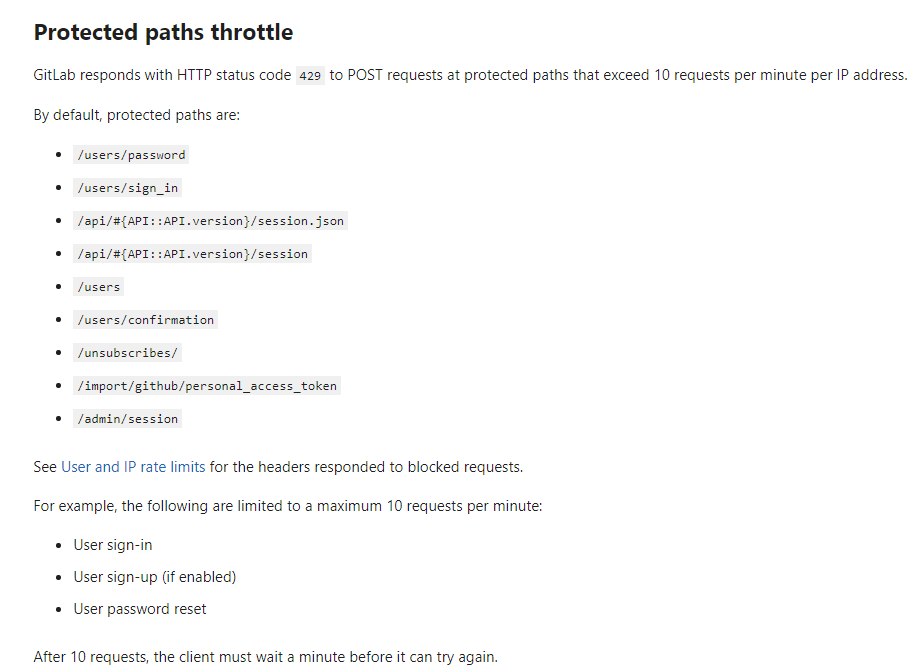 Protected paths throttle
GitLab responds with HTTP status code 429 to POST requests at protected paths that exceed 10 requests per minute per IP address.
By default, protected paths are:
/users/password
/users/sign_in
/api/#{API::API.version}/session.json
/api/#{API::API.version}/session
/users
/users/confirmation
/unsubscribes/
/import/github/personal_access_token
/admin/session
See User and IP rate limits for the headers responded to blocked requests.
For example, the following are limited to a maximum 10 requests per minute:
User sign-in
User sign-up (if enabled)
User password reset
After 10 requests, the client must wait a minute before it can try again.